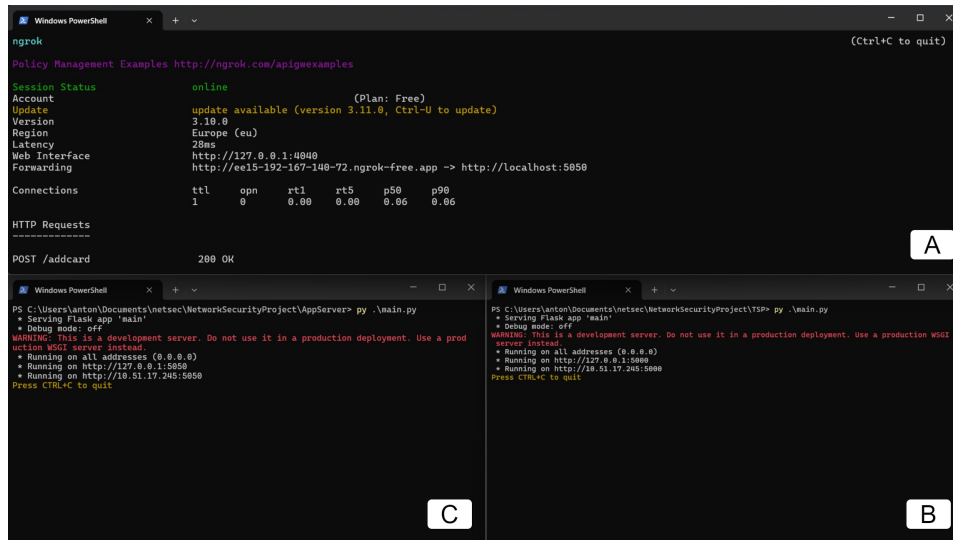 Windows PowerShell
ngrok (Ctrl+C to quit)
Policy Management Examples http://ngrok.com/apigwexamples
Session Status online
Account (Plan: Free)
Update update available (version 3.11.0, Ctrl-U to update)
Version 3.10.0
Region Europe (eu)
Latency 28ms
Web Interface http://127.0.0.1:4040
Forwarding http://ee15-192-167-140-72.ngrok-free.app -> http://localhost:5050
Connections ttl opn rt1 rt5 p50 p90
1 0 0.00 0.00 0.06 0.06
HTTP Requests
-------------
POST /addcard 200 OK
A
Windows PowerShell
PS C:\Users\anton\Documents\netsec\NetworkSecurityProject\AppServer> py .\main.py
* Serving Flask app 'main'
* Debug mode: off
WARNING: This is a development server. Do not use it in a production deployment. Use a prod
uction WSGI server instead.
* Running on all addresses (0.0.0.0)
* Running on http://127.0.0.1:5050
* Running on http://10.51.17.245:5050
Press CTRL+C to quit
C
Windows PowerShell
PS C:\Users\anton\Documents\netsec\NetworkSecurityProject\TSP> py .\main.py
* Serving Flask app 'main'
* Debug mode: off
WARNING: This is a development server. Do not use it in a production deployment. Use a production WSGI
server instead.
* Running on all addresses (0.0.0.0)
* Running on http://127.0.0.1:5000
* Running on http://10.51.17.245:5000
Press CTRL+C to quit
B